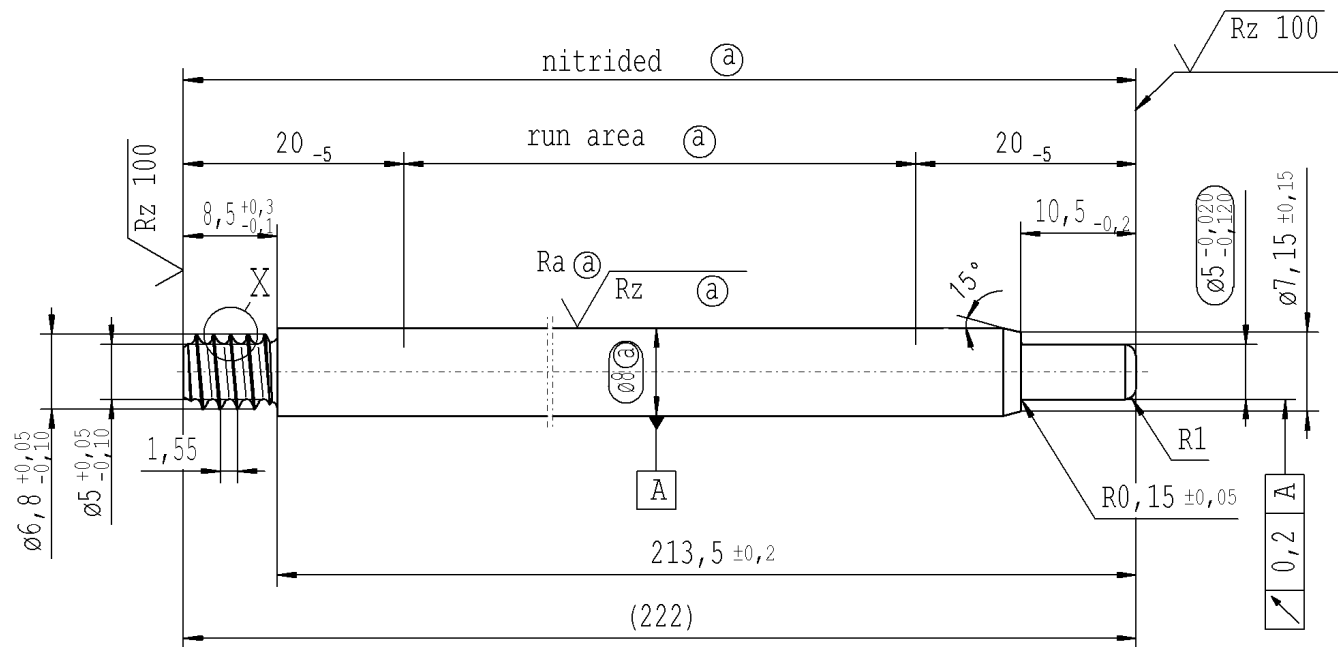 Rz 100
nitrided ⓐ
20 -5
run area ⓐ
20 -5
Rz 100
8,5 +0,3 -0,1
10,5 -0,2
ø5 -0,020 -0,120
ø7,15 ±0,15
X
Ra ⓐ
Rz ⓐ
15°
ø8 ⓐ
ø6,8 +0,05 -0,10
ø5 +0,05 -0,10
1,55
A
R1
R0,15 ±0,05
0,2 A
213,5 ±0,2
(222)